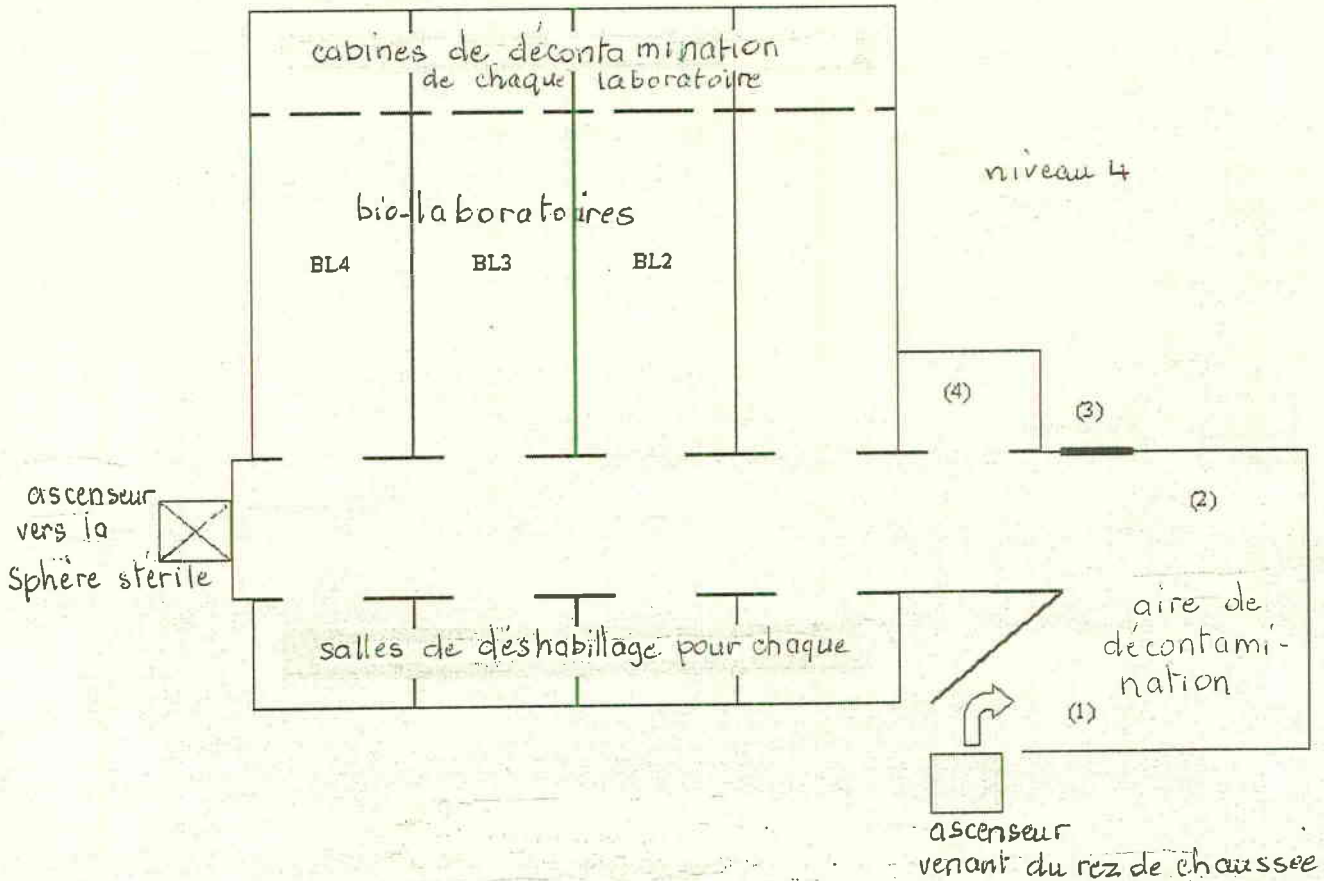 cabines de décontamination
de chaque laboratoire
niveau 4
bio-laboratoires
BL4 BL3 BL2
(4)
(3)
(2)
ascenseur
vers la
Sphère stérile
salles de déshabillage pour chaque
aire de
décontami-
nation
(1)
ascenseur
venant du rez de chaussee